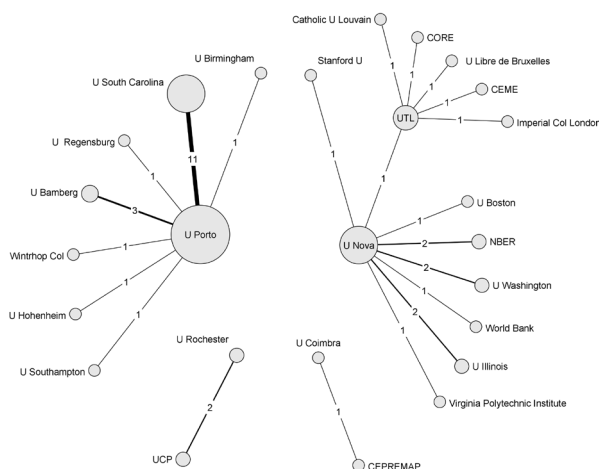 Catholic U Louvain
CORE
U Birmingham
Stanford U
U Libre de Bruxelles
U South Carolina
1
1
1
CEME
1
UTL
1
Imperial Col London
U Regensburg
1
11
1
1
1
U Bamberg
3
1
U Boston
U Porto
U Nova
2
NBER
Wintrhop Col
1
2
U Washington
1
1
World Bank
U Hohenheim
1
2
1
U Rochester
U Coimbra
U Illinois
U Southampton
Virginia Polytechnic Institute
2
1
UCP
CEPREMAP